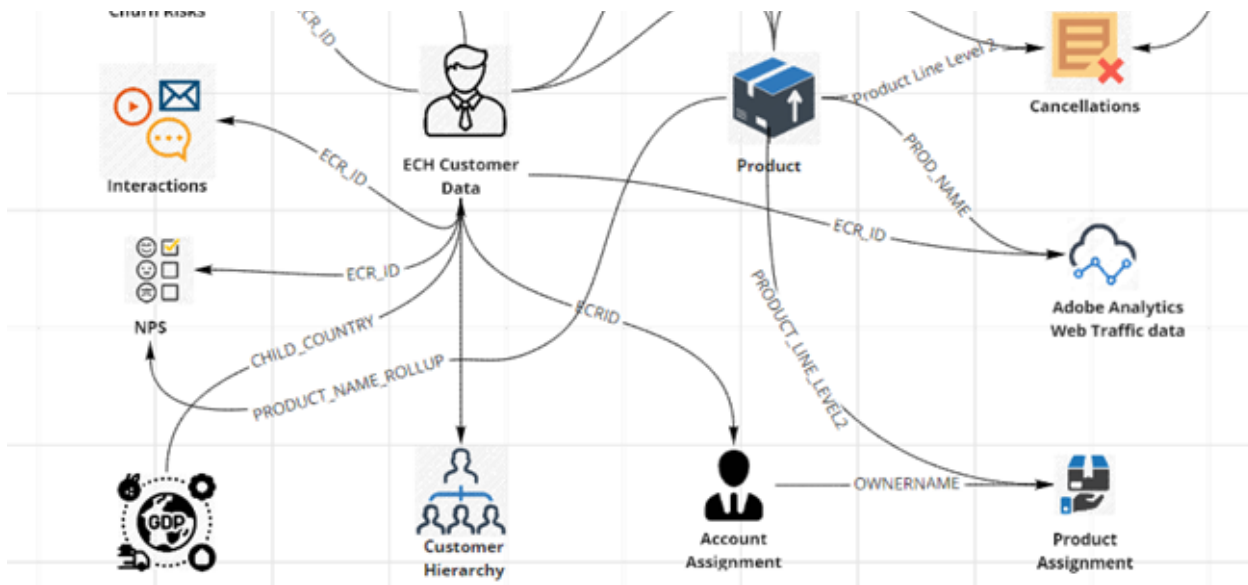 Churn Risks
ECR_ID
Product Line Level 2
Cancellations
Interactions
ECR_ID
ECH Customer
Data
Product
PROD_NAME
ECR_ID
ECR_ID
NPS
CHILD_COUNTRY
ECRID
PRODUCT_LINE_LEVEL2
Adobe Analytics
Web Traffic data
PRODUCT_NAME_ROLLUP
GDP
OWNERNAME
Customer
Hierarchy
Account
Assignment
Product
Assignment